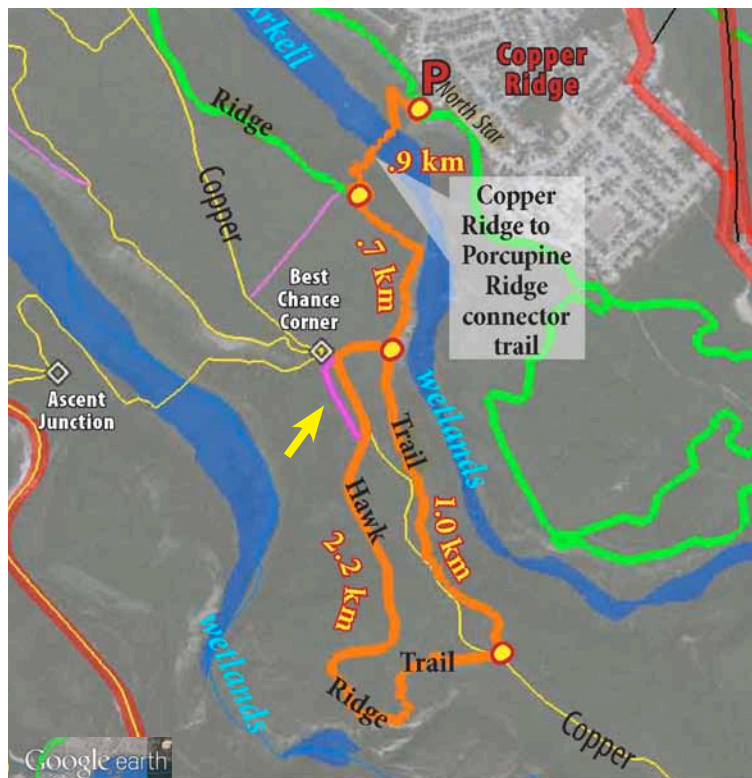 Arkell
Copper
Ridge
P
North Star
Ridge
.9 km
Copper
Copper
Ridge to
Porcupine
Ridge
connector
trail
.7 km
Best
Chance
Corner
Ascent
Junction
wetlands
Trail
Hawk
1.0 km
2.2 km
wetlands
Trail
Ridge
Copper
Google earth